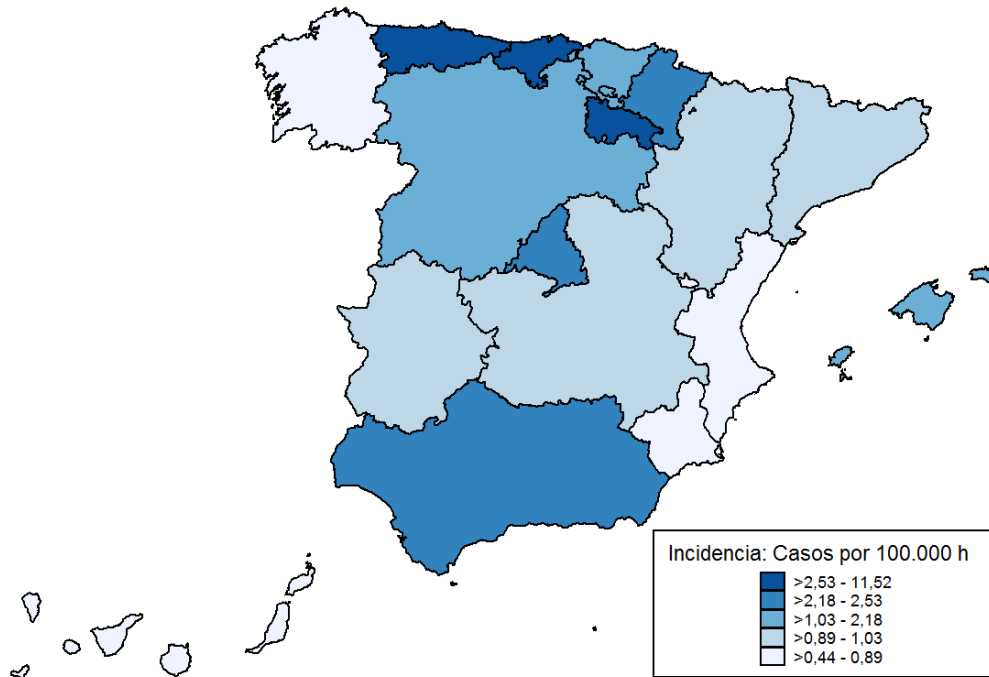 Incidencia: Casos por 100.000 h
>2,53 - 11,52
>2,18 - 2,53
>1,03 - 2,18
>0,89 - 1,03
>0,44 - 0,89